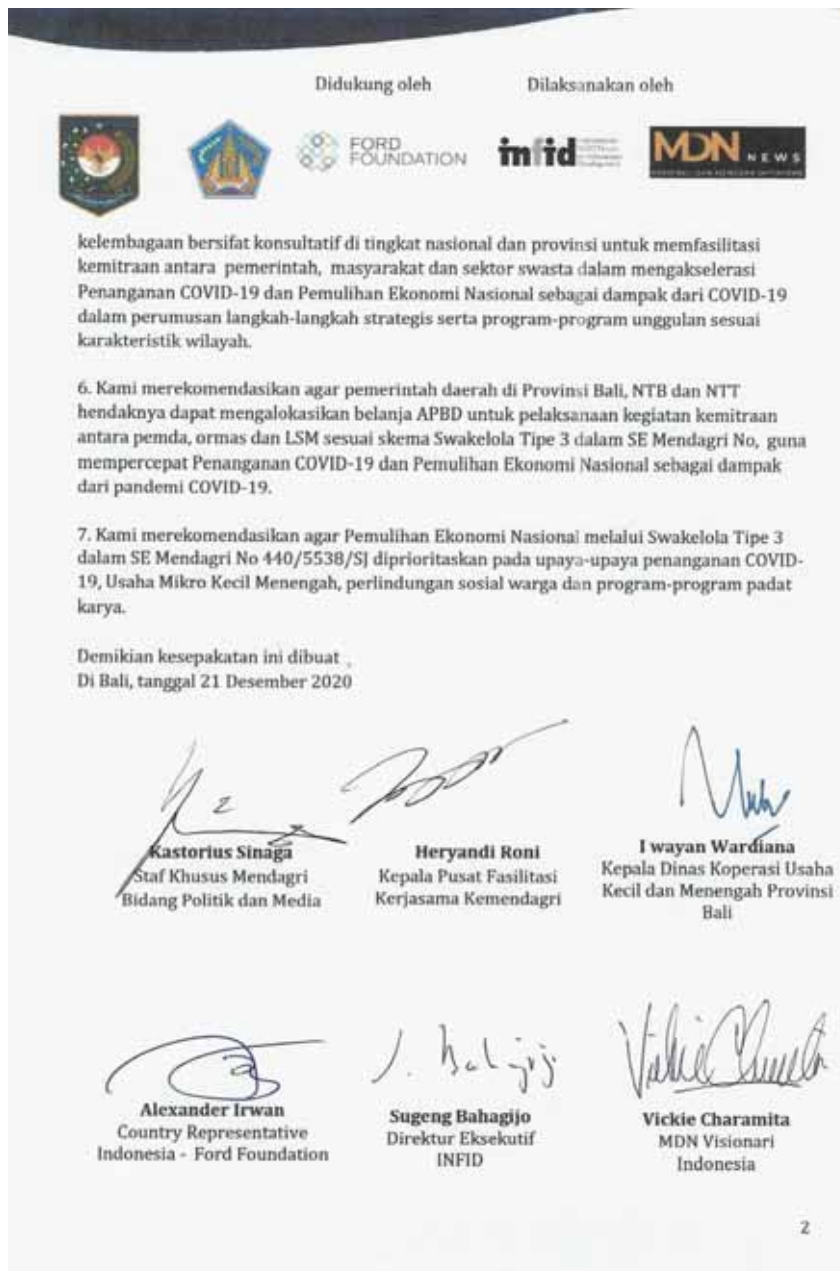 Didukung oleh
Dilaksanakan oleh
FORD
FOUNDATION
infid
MDN NEWS
kelembagaan bersifat konsultatif di tingkat nasional dan provinsi untuk memfasilitasi
kemitraan antara pemerintah, masyarakat dan sektor swasta dalam mengakselerasi
Penanganan COVID-19 dan Pemulihan Ekonomi Nasional sebagai dampak dari COVID-19
dalam perumusan langkah-langkah strategis serta program-program unggulan sesuai
karakteristik wilayah.
6. Kami merekomendasikan agar pemerintah daerah di Provinsi Bali, NTB dan NTT
hendaknya dapat mengalokasikan belanja APBD untuk pelaksanaan kegiatan kemitraan
antara pemda, ormas dan LSM sesuai skema Swakelola Tipe 3 dalam SE Mendagri No, guna
mempercepat Penanganan COVID-19 dan Pemulihan Ekonomi Nasional sebagai dampak
dari pandemi COVID-19.
7. Kami merekomendasikan agar Pemulihan Ekonomi Nasional melalui Swakelola Tipe 3
dalam SE Mendagri No 440/5538/SJ diprioritaskan pada upaya-upaya penanganan COVID-
19, Usaha Mikro Kecil Menengah, perlindungan sosial warga dan program-program padat
karya.
Demikian kesepakatan ini dibuat ,
Di Bali, tanggal 21 Desember 2020
Kastorius Sinaga
Staf Khusus Mendagri
Bidang Politik dan Media
Heryandi Roni
Kepala Pusat Fasilitasi
Kerjasama Kemendagri
I wayan Wardiana
Kepala Dinas Koperasi Usaha
Kecil dan Menengah Provinsi
Bali
Alexander Irwan
Country Representative
Indonesia - Ford Foundation
S. Bahagijo
Sugeng Bahagijo
Direktur Eksekutif
INFID
Vickie Charamita
Vickie Charamita
MDN Visionari
Indonesia
2